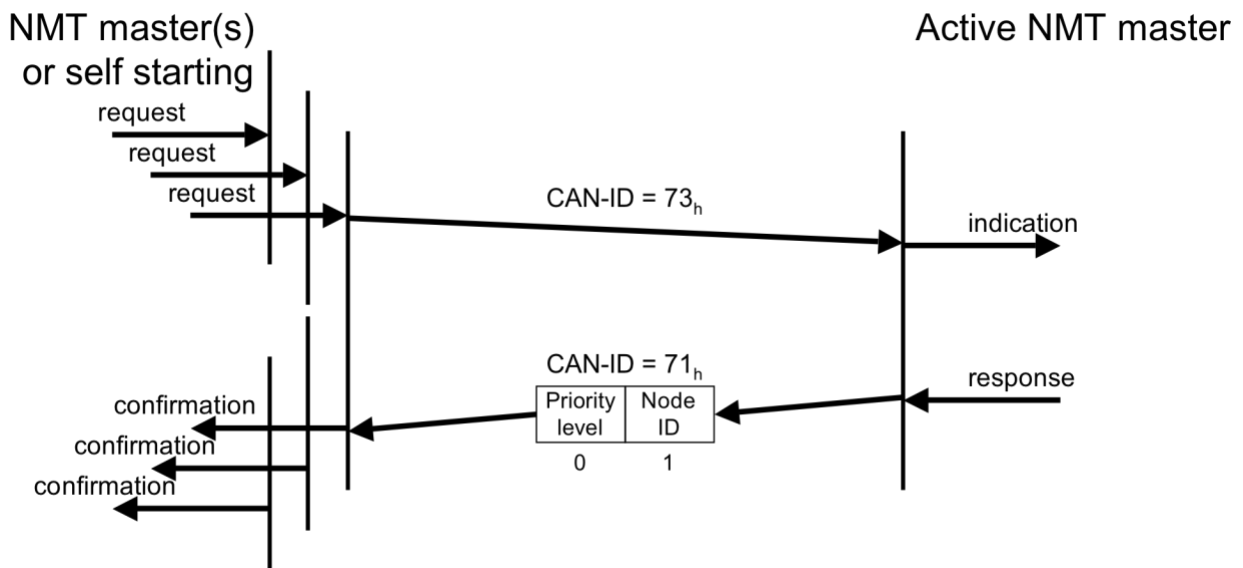 NMT master(s)
or self starting
Active NMT master
request
request
request
CAN-ID = 73h
indication
CAN-ID = 71h
response
Priority
level
Node
ID
0
1
confirmation
confirmation
confirmation